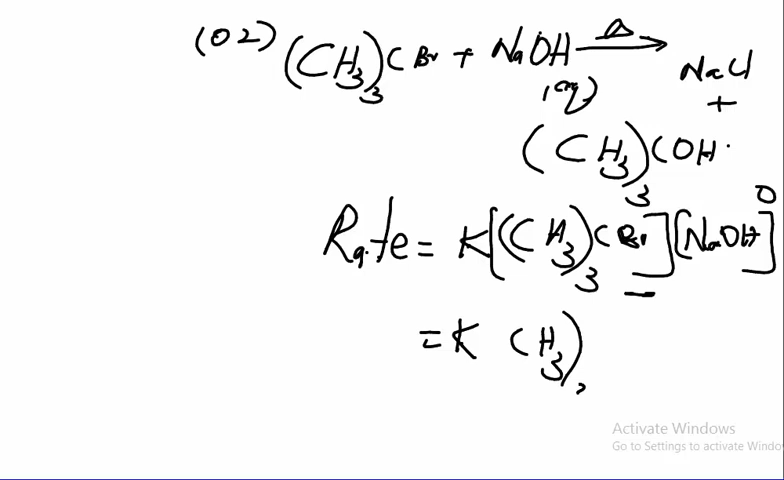 (02) (CH3)3CBr + NaOH (aq) —Δ→ NaCl
+
(CH3)3COH.
Rate = K[(CH3)3CBr][NaOH]^0
= K CH3),
Activate Windows
Go to Settings to activate Windo